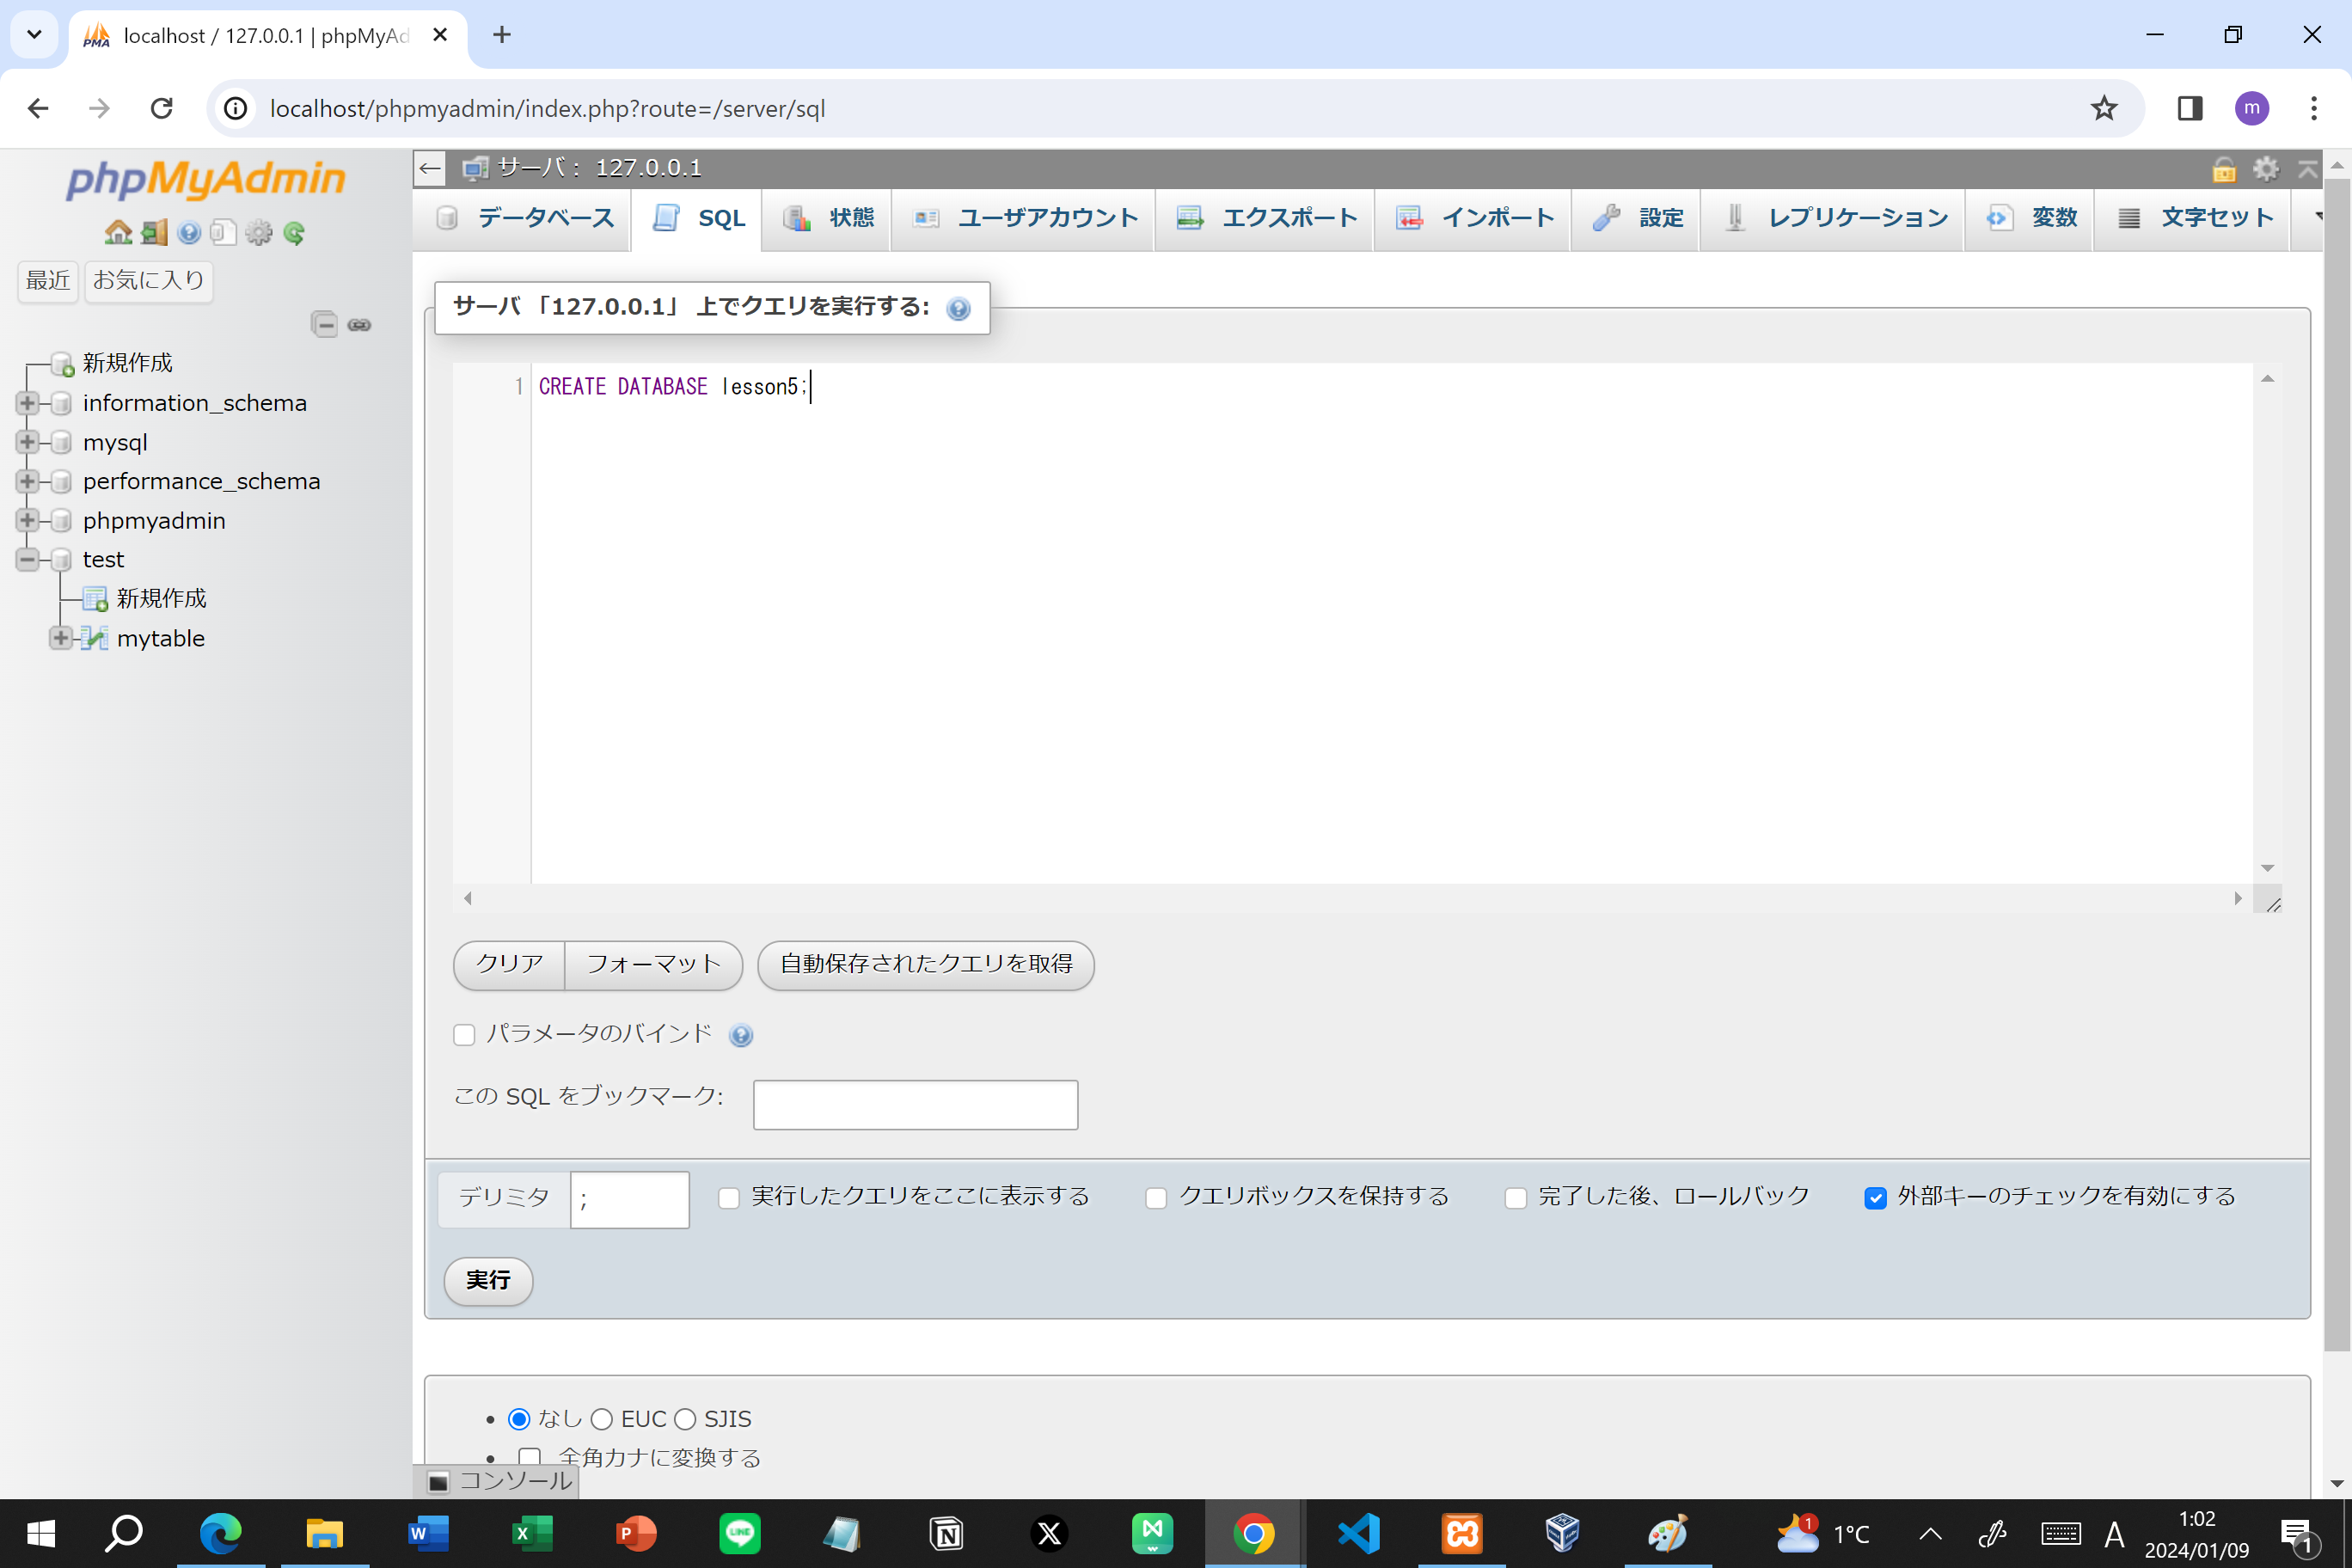 localhost / 127.0.0.1 | phpMyAd
localhost/phpmyadmin/index.php?route=/server/sql
m
phpMyAdmin
最近 お気に入り
新規作成
information_schema
mysql
performance_schema
phpmyadmin
test
新規作成
mytable
サーバ: 127.0.0.1
データベース SQL 状態 ユーザアカウント エクスポート インポート 設定 レプリケーション 変数 文字セット
サーバ 「127.0.0.1」 上でクエリを実行する:
1 CREATE DATABASE lesson5;
クリア フォーマット 自動保存されたクエリを取得
パラメータのバインド
この SQL をブックマーク:
デリミタ ; 実行したクエリをここに表示する クエリボックスを保持する 完了した後、ロールバック 外部キーのチェックを有効にする
実行
なし EUC SJIS
全角カナに変換する
コンソール
1 1°C A 1:02
2024/01/09
1